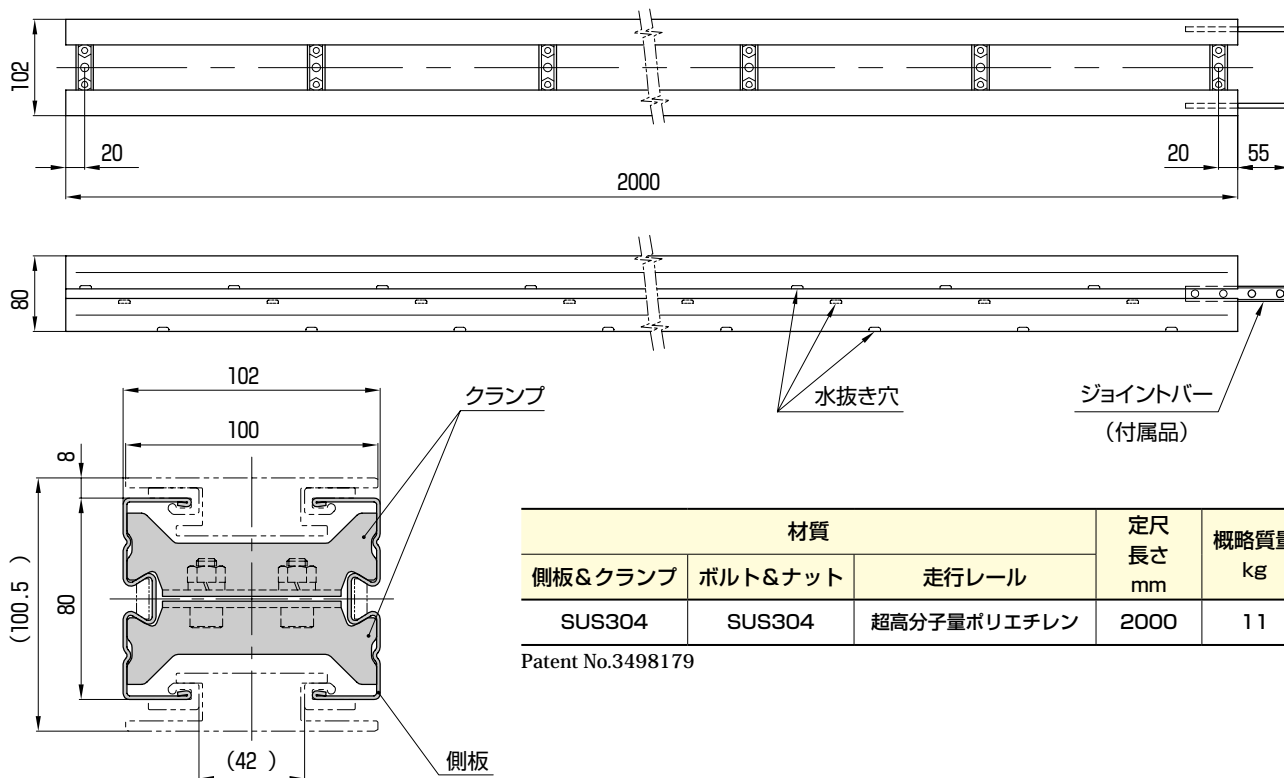 102
20
20
55
2000
80
水抜き穴
ジョイントバー
（付属品）
102
クランプ
100
8
（100.5 ）
80
（42 ）
側板
材質
定尺
長さ
mm
概略質量
kg
側板＆クランプ
ボルト＆ナット
走行レール
SUS304
SUS304
超高分子量ポリエチレン
2000
11
Patent No.3498179